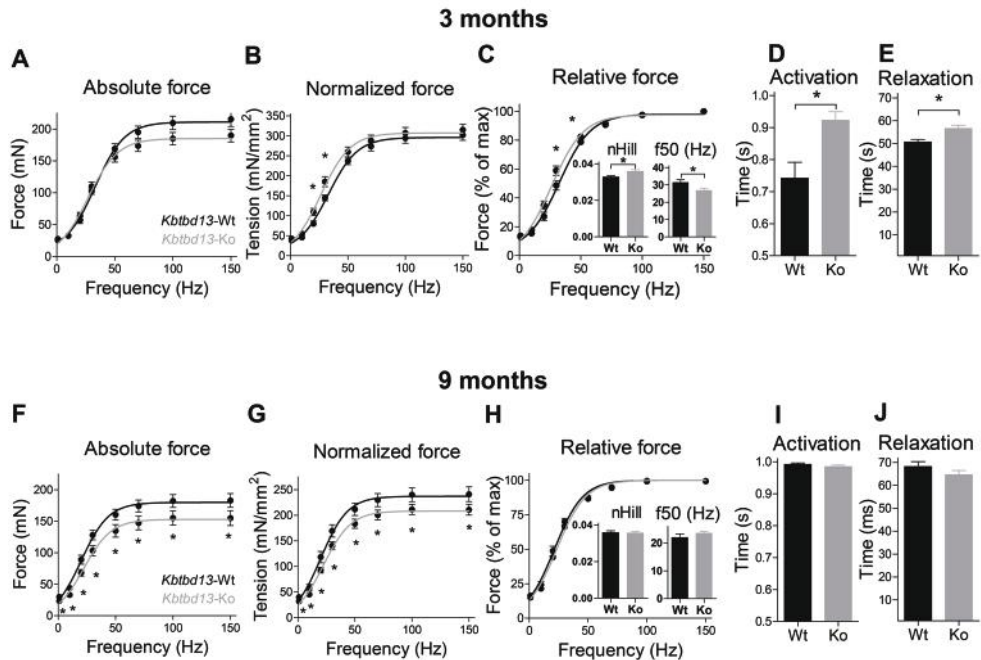 3 months
A
Absolute force
Force (mN)
200
150
100
50
0
0
50
100
150
Frequency (Hz)
Kbtbd13-Wt
Kbtbd13-Ko
B
Normalized force
Tension (mN/mm²)
400
350
300
250
200
150
100
50
0
0
50
100
150
Frequency (Hz)
*
*
C
Relative force
Force (% of max)
100
80
60
40
20
0
0
50
100
150
Frequency (Hz)
*
*
nHill
*
0.04
0.02
0.00
Wt
Ko
f50 (Hz)
*
40
30
20
10
0
Wt
Ko
D
Activation
*
Time (s)
1.0
0.9
0.8
0.7
0.6
0.5
Wt
Ko
E
Relaxation
*
Time (s)
60
50
40
30
20
10
Wt
Ko
9 months
F
Absolute force
Force (mN)
200
150
100
50
0
0
50
100
150
Frequency (Hz)
Kbtbd13-Wt
Kbtbd13-Ko
* * * * * * * *
G
Normalized force
Tension (mN/mm²)
250
200
150
100
50
0
0
50
100
150
Frequency (Hz)
* * * * * * * *
H
Relative force
Force (% of max)
100
75
50
25
0
0
50
100
150
Frequency (Hz)
nHill
0.04
0.02
0.00
Wt
Ko
f50 (Hz)
20
10
0
Wt
Ko
I
Activation
Time (s)
1.0
0.9
0.8
0.7
0.6
0.5
Wt
Ko
J
Relaxation
Time (ms)
70
60
50
40
30
20
10
Wt
Ko